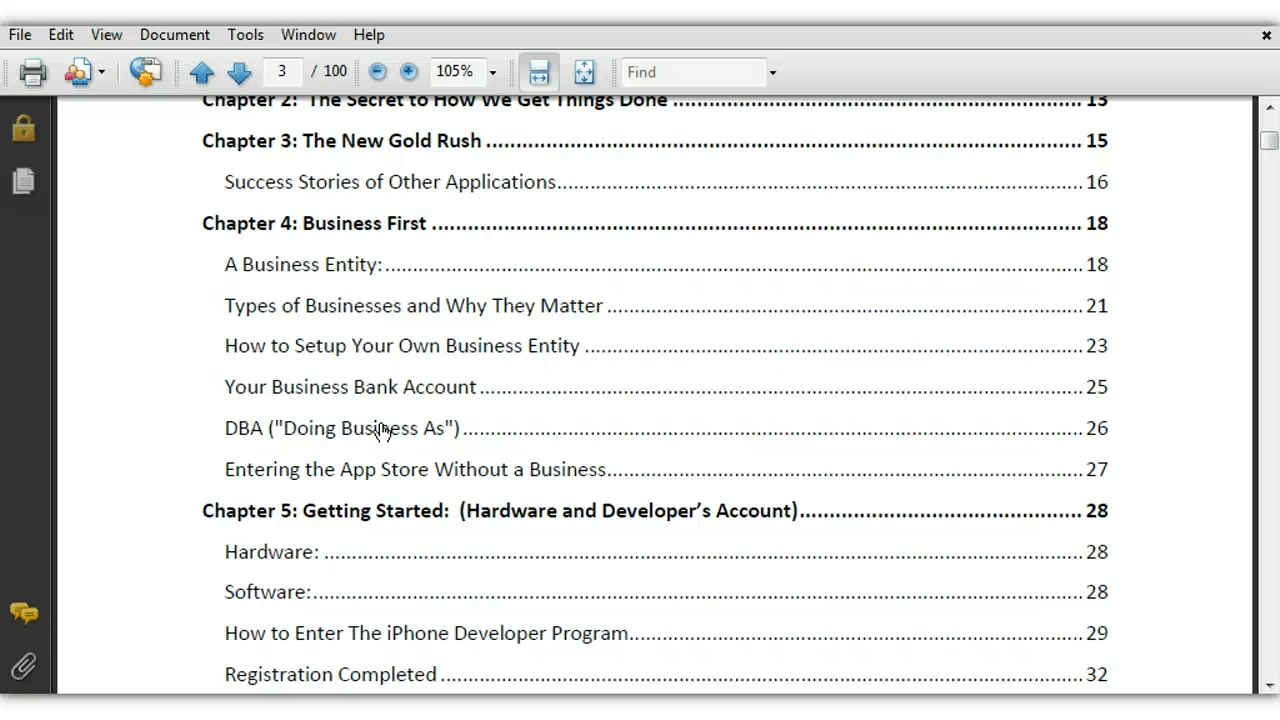 File Edit View Document Tools Window Help
3 / 100 105% Find
Chapter 2: The Secret to How We Get Things Done 13
Chapter 3: The New Gold Rush 15
Success Stories of Other Applications 16
Chapter 4: Business First 18
A Business Entity: 18
Types of Businesses and Why They Matter 21
How to Setup Your Own Business Entity 23
Your Business Bank Account 25
DBA ("Doing Business As") 26
Entering the App Store Without a Business 27
Chapter 5: Getting Started: (Hardware and Developer’s Account) 28
Hardware: 28
Software: 28
How to Enter The iPhone Developer Program 29
Registration Completed 32